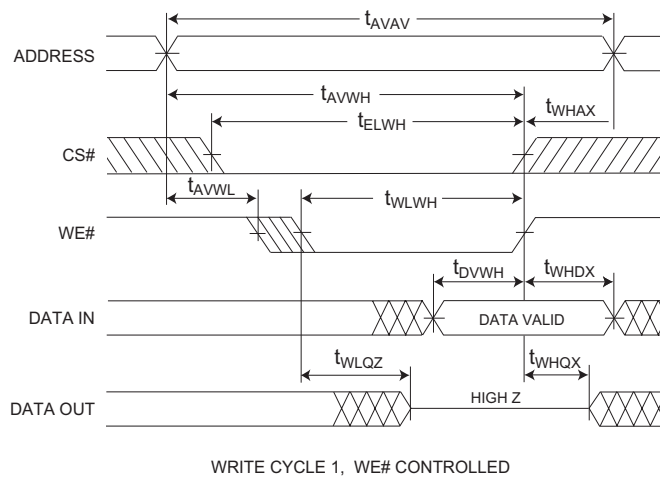 tAVAV
ADDRESS
tAVWH
tELWH
tWHAX
CS#
tAVWL
tWLWH
WE#
tDVWH
tWHDX
DATA IN
DATA VALID
tWLQZ
tWHQX
DATA OUT
HIGH Z
WRITE CYCLE 1, WE# CONTROLLED